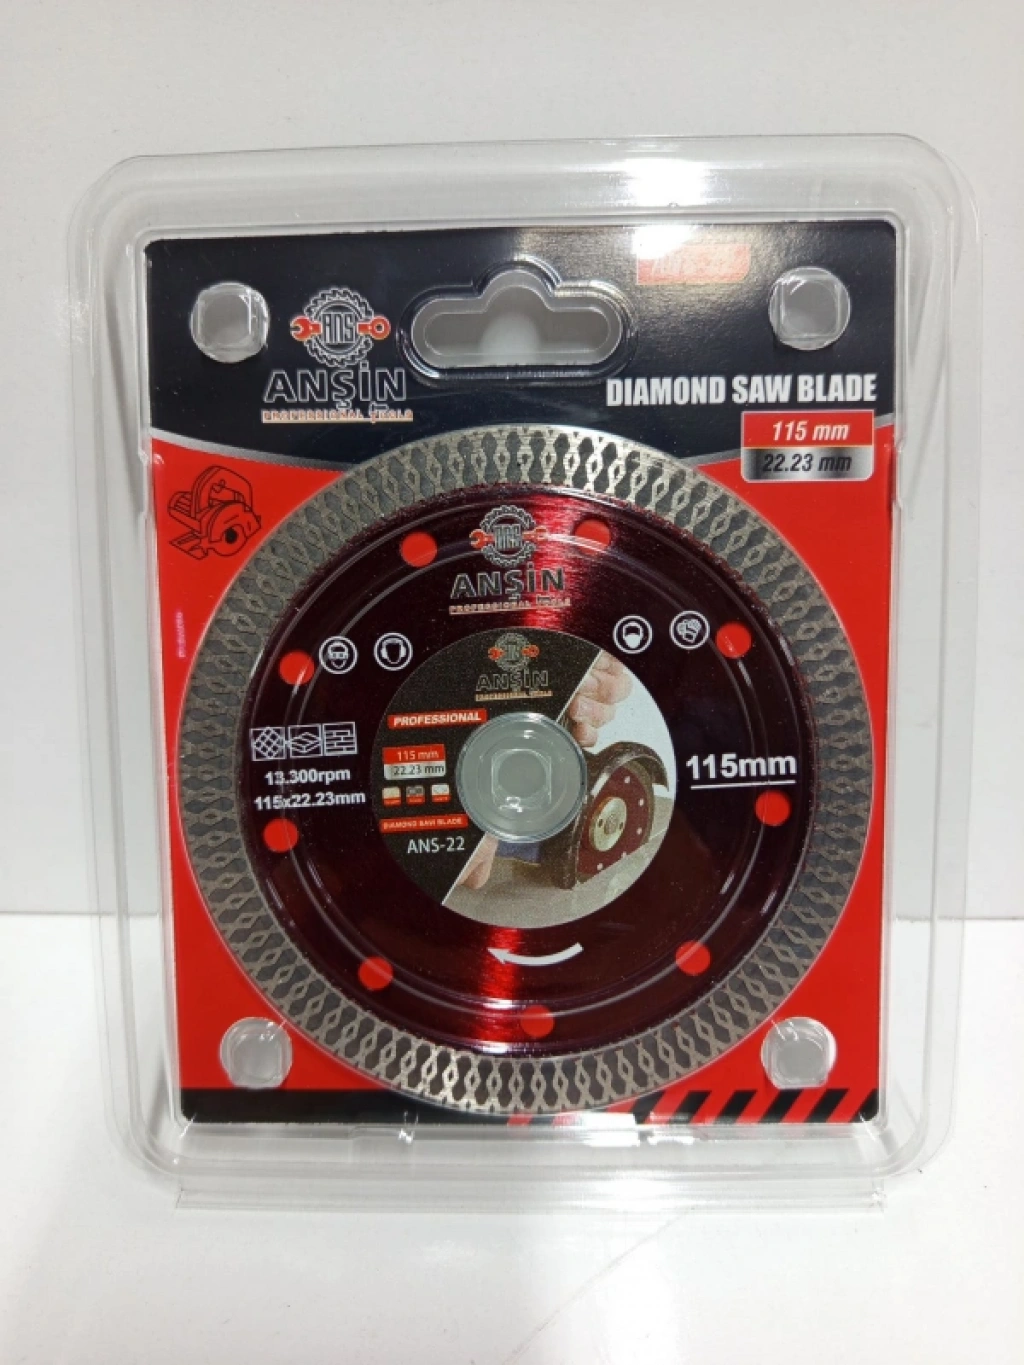 ANS
ANŞİN
PROFESSIONAL TOOLS
DIAMOND SAW BLADE
115 mm
22.23 mm
ANS
ANŞİN
PROFESSIONAL TOOLS
ANŞİN
PROFESSIONAL TOOLS
PROFESSIONAL
115 mm
22.23 mm
DIAMOND SAW BLADE
ANS-22
13.300rpm
115x22.23mm
115mm